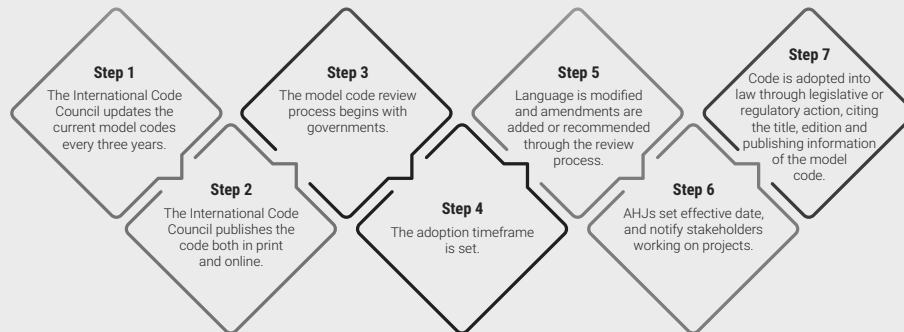 Step 1
The International Code
Council updates the
current model codes
every three years.
Step 2
The International Code
Council publishes the
code both in print
and online.
Step 3
The model code review
process begins with
governments.
Step 4
The adoption timeframe
is set.
Step 5
Language is modified
and amendments are
added or recommended
through the review
process.
Step 6
AHJs set effective date,
and notify stakeholders
working on projects.
Step 7
Code is adopted into
law through legislative or
regulatory action, citing
the title, edition and
publishing information
of the model
code.